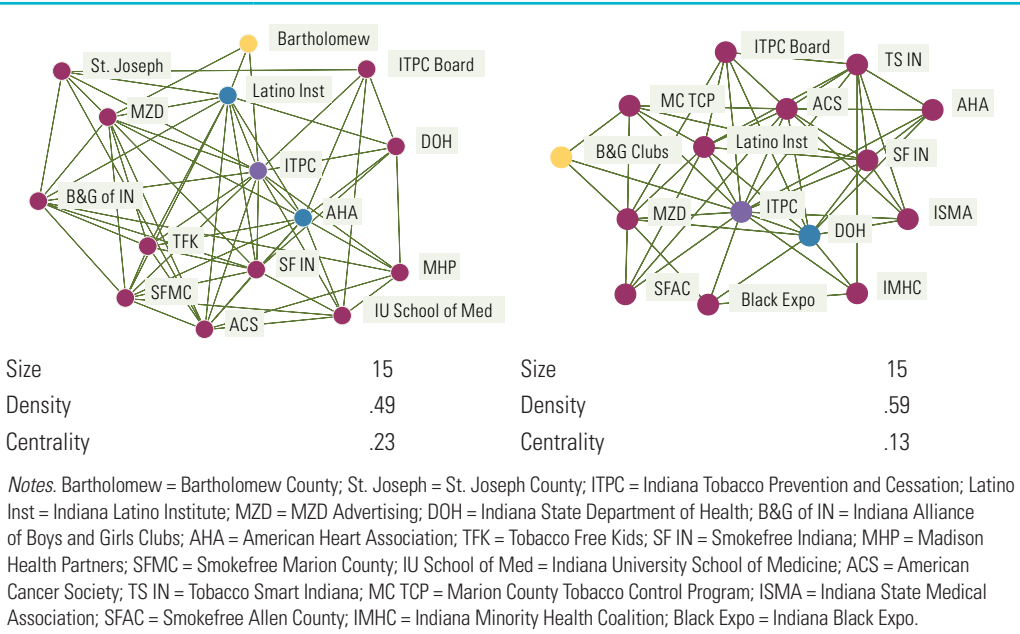 Bartholomew
St. Joseph
ITPC Board
Latino Inst
MZD
DOH
ITPC
B&G of IN
AHA
TFK
SF IN
MHP
SFMC
IU School of Med
ACS
ITPC Board
TS IN
MC TCP
ACS
AHA
B&G Clubs
Latino Inst
SF IN
MZD
ITPC
ISMA
DOH
SFAC
Black Expo
IMHC
Size 15 Size 15
Density .49 Density .59
Centrality .23 Centrality .13
Notes. Bartholomew = Bartholomew County; St. Joseph = St. Joseph County; ITPC = Indiana Tobacco Prevention and Cessation; Latino
Inst = Indiana Latino Institute; MZD = MZD Advertising; DOH = Indiana State Department of Health; B&G of IN = Indiana Alliance
of Boys and Girls Clubs; AHA = American Heart Association; TFK = Tobacco Free Kids; SF IN = Smokefree Indiana; MHP = Madison
Health Partners; SFMC = Smokefree Marion County; IU School of Med = Indiana University School of Medicine; ACS = American
Cancer Society; TS IN = Tobacco Smart Indiana; MC TCP = Marion County Tobacco Control Program; ISMA = Indiana State Medical
Association; SFAC = Smokefree Allen County; IMHC = Indiana Minority Health Coalition; Black Expo = Indiana Black Expo.